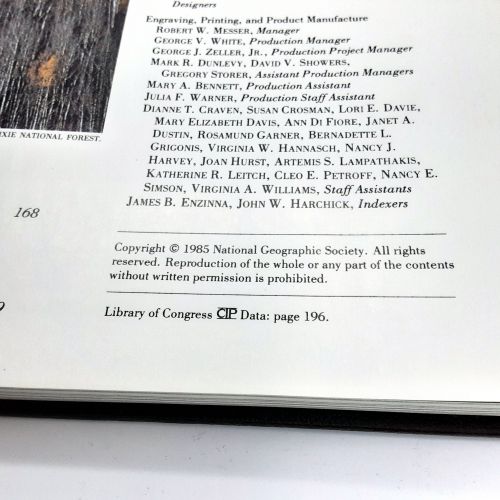 Designers
Engraving, Printing, and Product Manufacture
ROBERT W. MESSER, Manager
GEORGE V. WHITE, Production Manager
GEORGE J. ZELLER, JR., Production Project Manager
MARK R. DUNLEVY, DAVID V. SHOWERS,
GREGORY STORER, Assistant Production Managers
MARY A. BENNETT, Production Assistant
JULIA F. WARNER, Production Staff Assistant
DIANNE T. CRAVEN, SUSAN CROSMAN, LORI E. DAVIE,
MARY ELIZABETH DAVIS, ANN DI FIORE, JANET A.
DUSTIN, ROSAMUND GARNER, BERNADETTE L.
GRIGONIS, VIRGINIA W. HANNASCH, NANCY J.
HARVEY, JOAN HURST, ARTEMIS S. LAMPATHAKIS,
KATHERINE R. LEITCH, CLEO E. PETROFF, NANCY E.
SIMSON, VIRGINIA A. WILLIAMS, Staff Assistants
JAMES B. ENZINNA, JOHN W. HARCHICK, Indexers
Copyright © 1985 National Geographic Society. All rights
reserved. Reproduction of the whole or any part of the contents
without written permission is prohibited.
Library of Congress CIP Data: page 196.
IXIE NATIONAL FOREST.
168